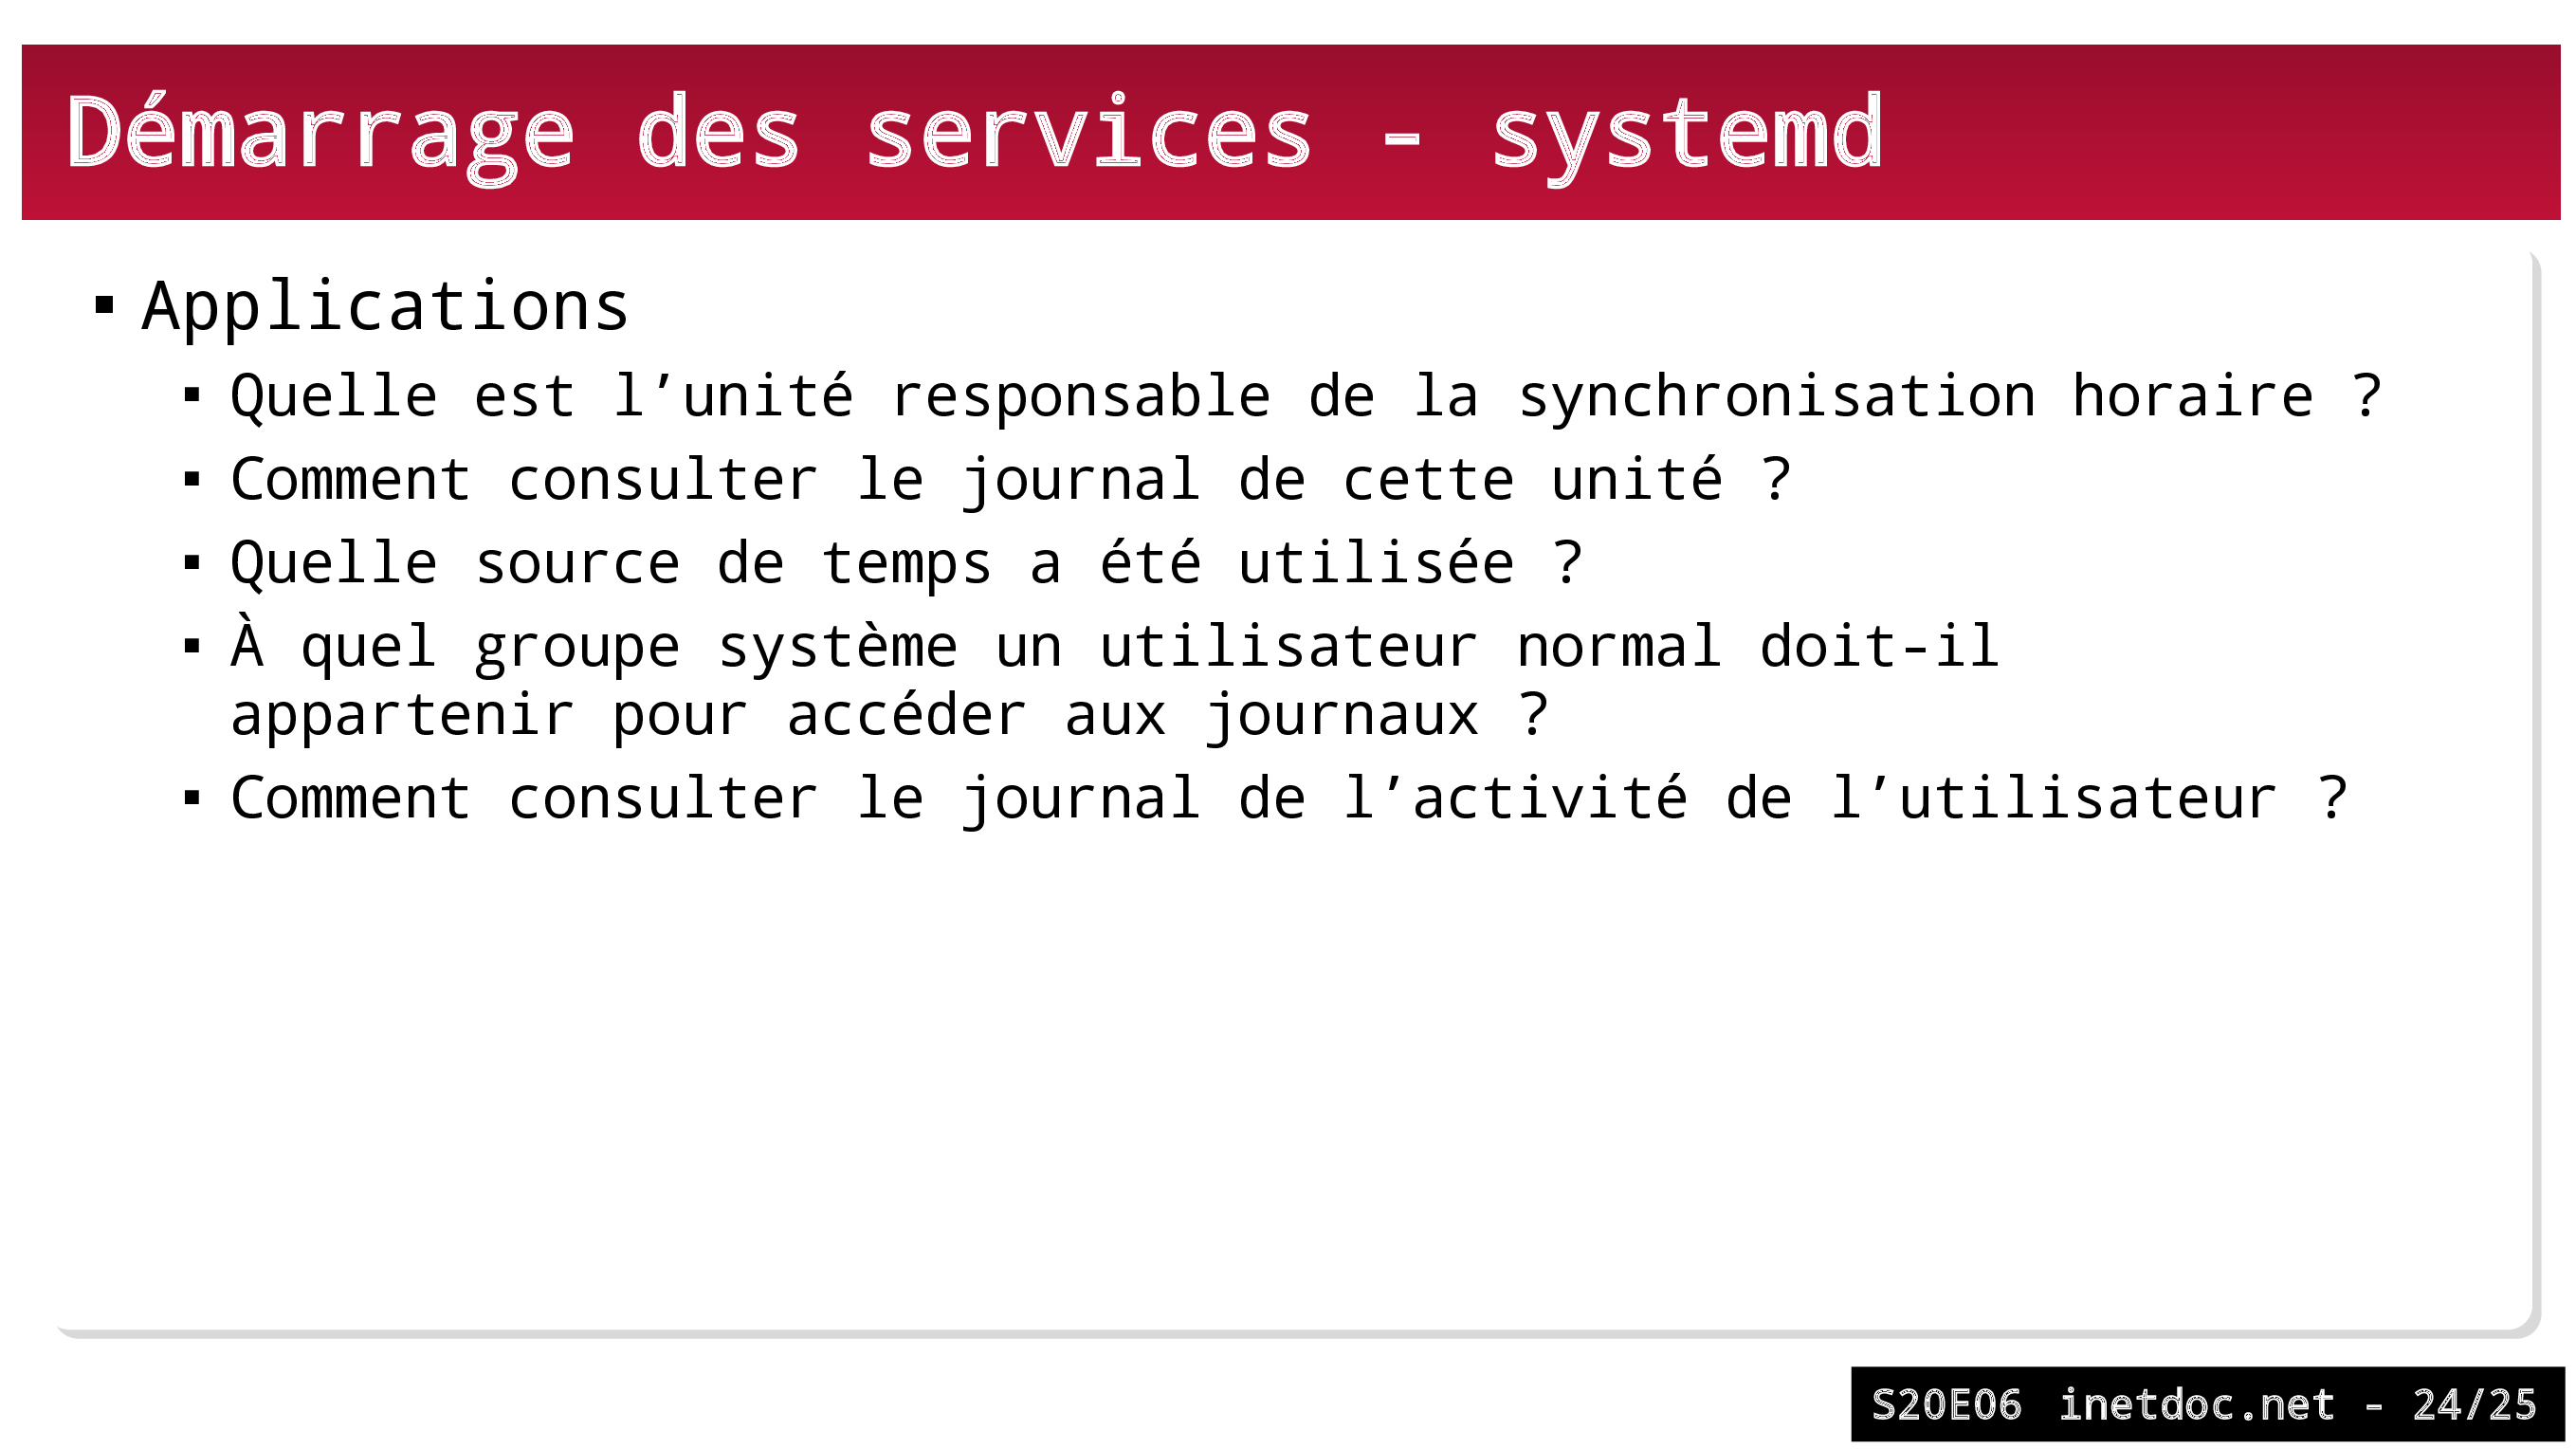 Démarrage des services - systemd
▪ Applications
▪ Quelle est l’unité responsable de la synchronisation horaire ?
▪ Comment consulter le journal de cette unité ?
▪ Quelle source de temps a été utilisée ?
▪ À quel groupe système un utilisateur normal doit-il
appartenir pour accéder aux journaux ?
▪ Comment consulter le journal de l’activité de l’utilisateur ?
S20E06 inetdoc.net - 24/25